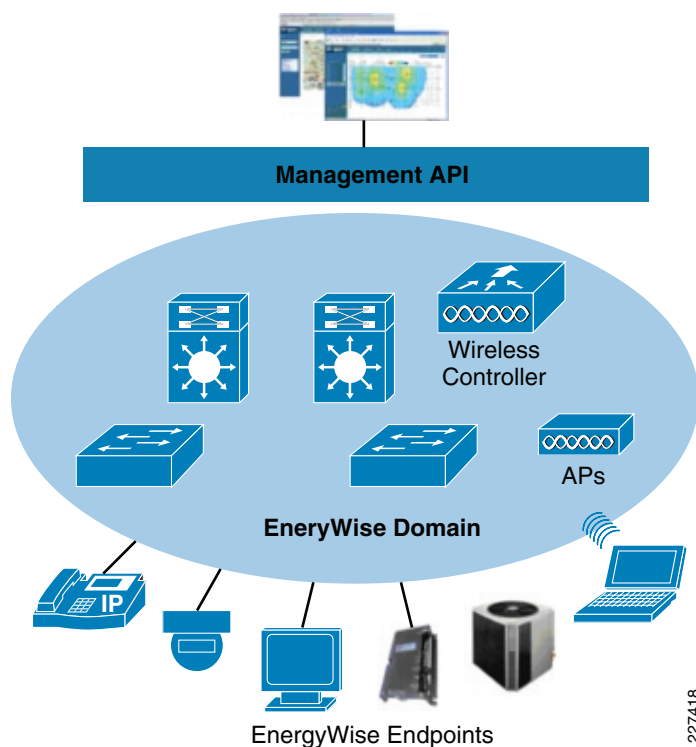 Management API
Wireless
Controller
APs
EneryWise Domain
IP
EnergyWise Endpoints
227418